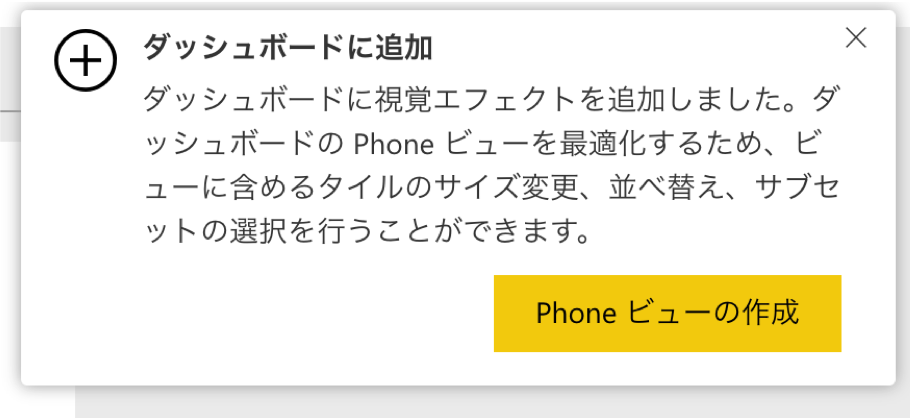 ダッシュボードに追加
ダッシュボードに視覚エフェクトを追加しました。ダ
ッシュボードの Phone ビューを最適化するため、ビ
ューに含めるタイルのサイズ変更、並べ替え、サブセ
ットの選択を行うことができます。
Phone ビューの作成